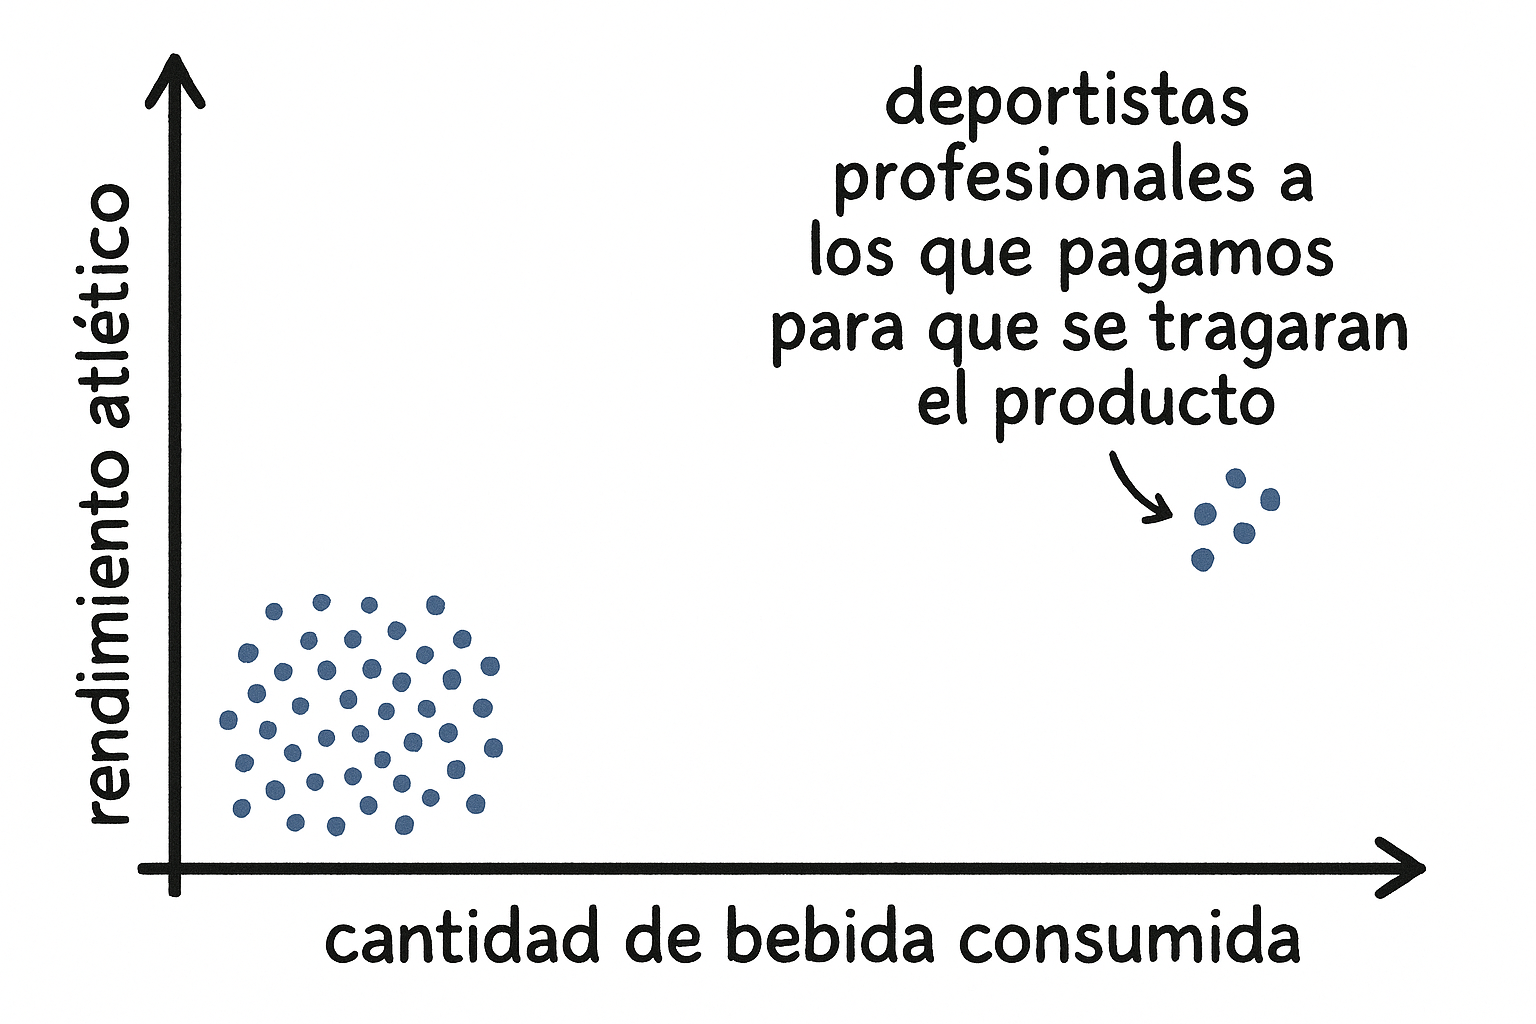 deportistas
profesionales a
los que pagamos
para que se tragaran
el producto
rendimiento atlético
cantidad de bebida consumida